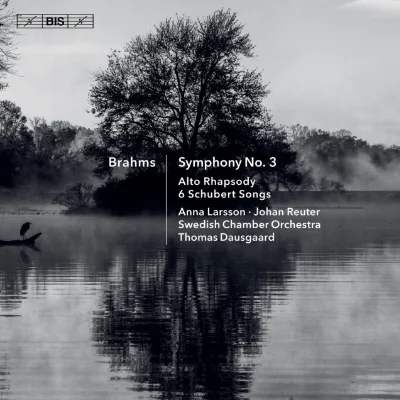 BIS
Brahms
Symphony No. 3
Alto Rhapsody
6 Schubert Songs
Anna Larsson · Johan Reuter
Swedish Chamber Orchestra
Thomas Dausgaard